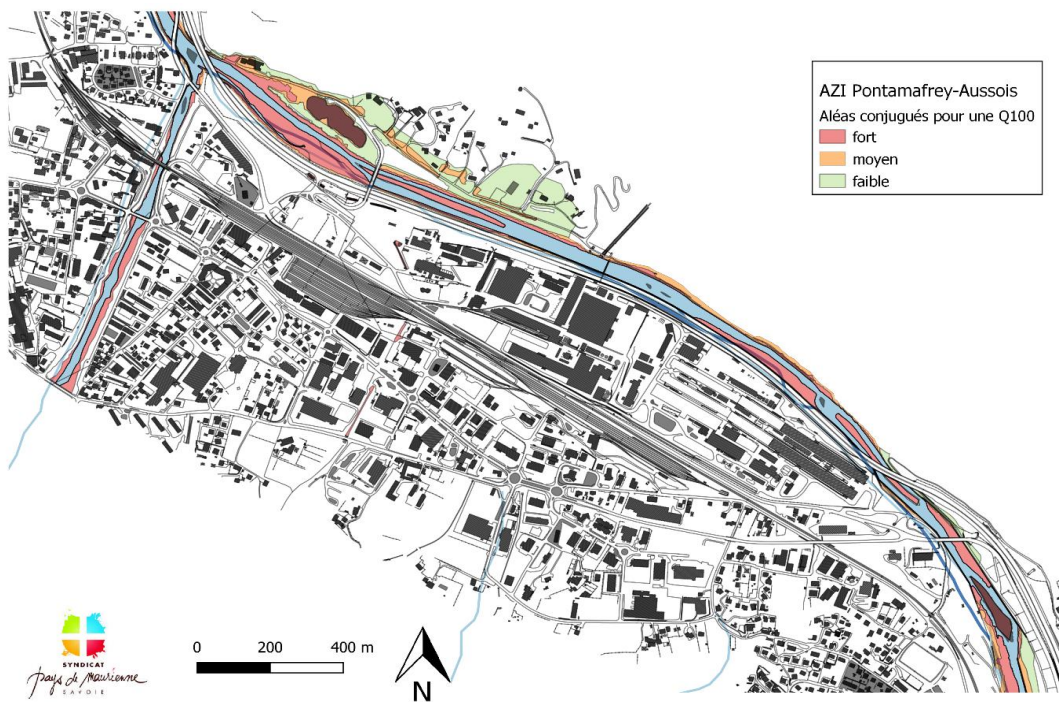 AZI Pontamafrey-Aussois
Aléas conjugués pour une Q100
fort
moyen
faible
SYNDICAT
pays de Maurienne
SAVOIE
0 200 400 m
N